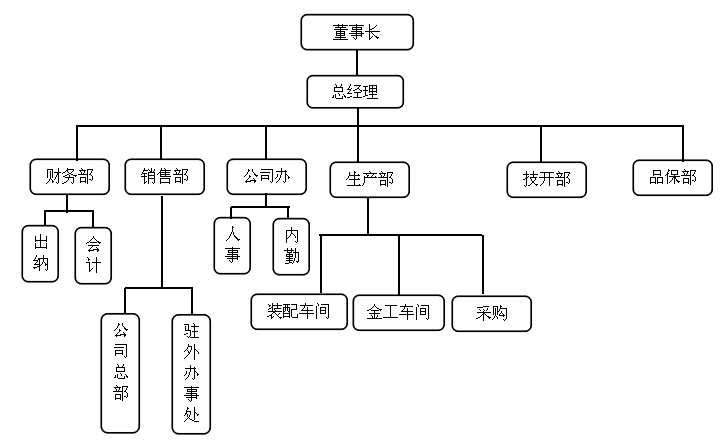 董事长
总经理
财务部
销售部
公司办
生产部
技开部
品保部
出纳
会计
人事
内勤
装配车间
金工车间
采购
公司总部
驻外办事处